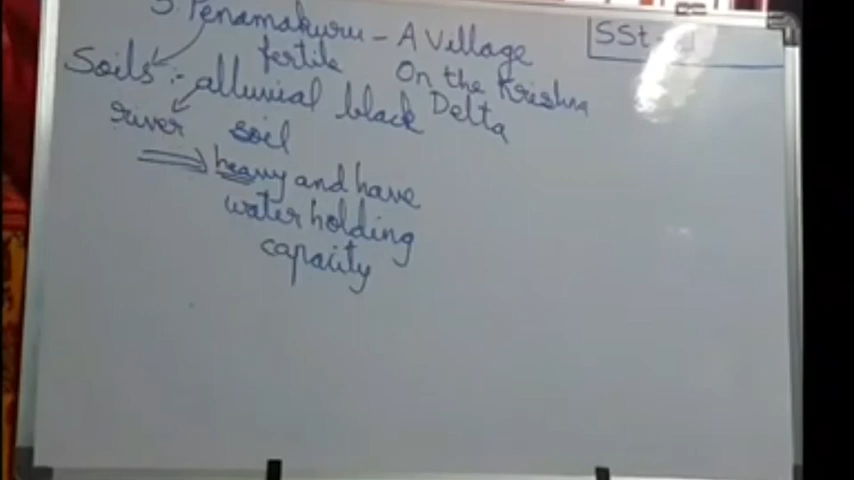 5. Penamakuru – A Village
On the Krishna
Delta
SSt
fertile
Soils :- alluvial black
river soil
heavy and have
water holding
capacity